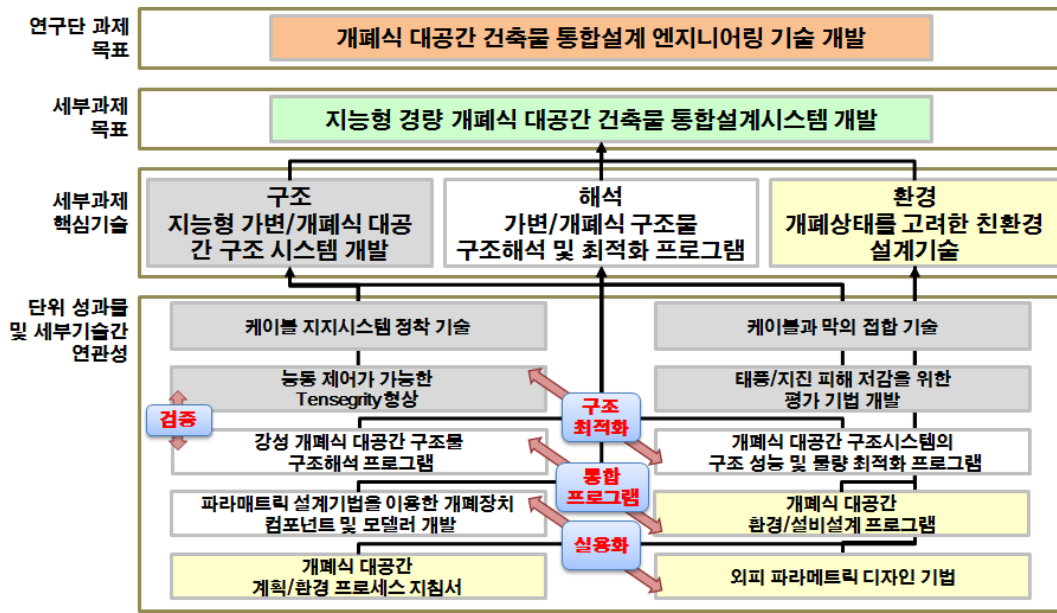 연구단 과제
목표
개폐식 대공간 건축물 통합설계 엔지니어링 기술 개발
세부과제
목표
지능형 경량 개폐식 대공간 건축물 통합설계시스템 개발
세부과제
핵심기술
구조
지능형 가변/개폐식 대공
간 구조 시스템 개발
해석
가변/개폐식 구조물
구조해석 및 최적화 프로그램
환경
개폐상태를 고려한 친환경
설계기술
단위 성과물
및 세부기술간
연관성
케이블 지지시스템 정착 기술
케이블과 막의 접합 기술
능동 제어가 가능한
Tensegrity형상
태풍/지진 피해 저감을 위한
평가 기법 개발
검증
구조
최적화
강성 개폐식 대공간 구조물
구조해석 프로그램
개폐식 대공간 구조시스템의
구조 성능 및 물량 최적화 프로그램
통합
프로그램
파라메트릭 설계기법을 이용한 개폐장치
컴포넌트 및 모델러 개발
개폐식 대공간
환경/설비설계 프로그램
실용화
개폐식 대공간
계획/환경 프로세스 지침서
외피 파라메트릭 디자인 기법